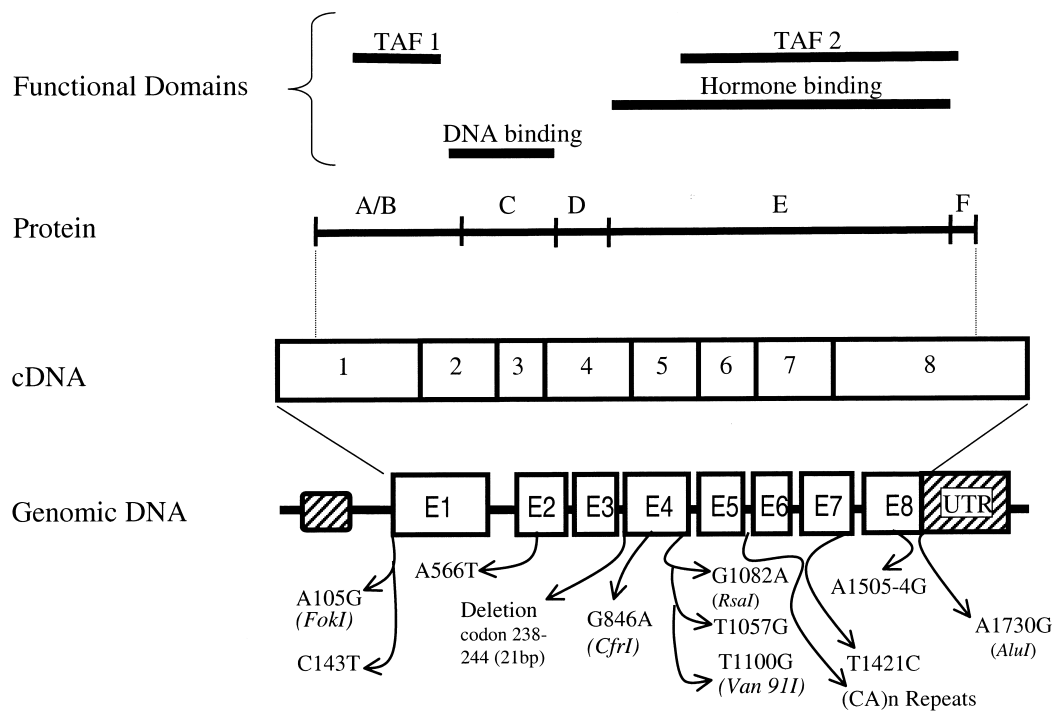 TAF 1
TAF 2
Functional Domains
Hormone binding
DNA binding
A/B
C
D
E
F
Protein
cDNA
1
2
3
4
5
6
7
8
Genomic DNA
E1
E2
E3
E4
E5
E6
E7
E8
UTR
A105G
(FokI)
C143T
A566T
Deletion
codon 238-
244 (21bp)
G846A
(CfrI)
G1082A
(RsaI)
T1057G
T1100G
(Van 91I)
T1421C
(CA)n Repeats
A1505-4G
A1730G
(AluI)